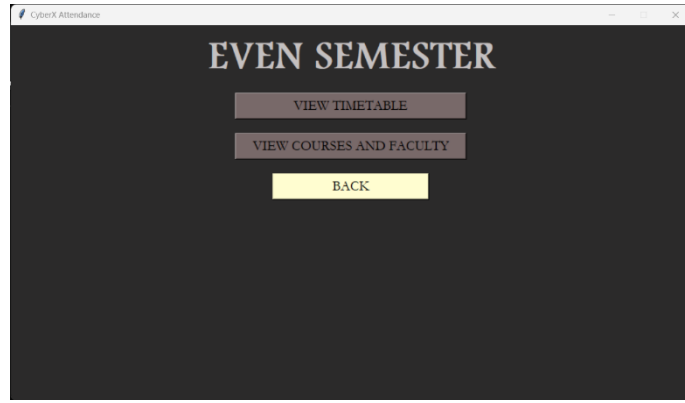 CyberX Attendance
EVEN SEMESTER
VIEW TIMETABLE
VIEW COURSES AND FACULTY
BACK